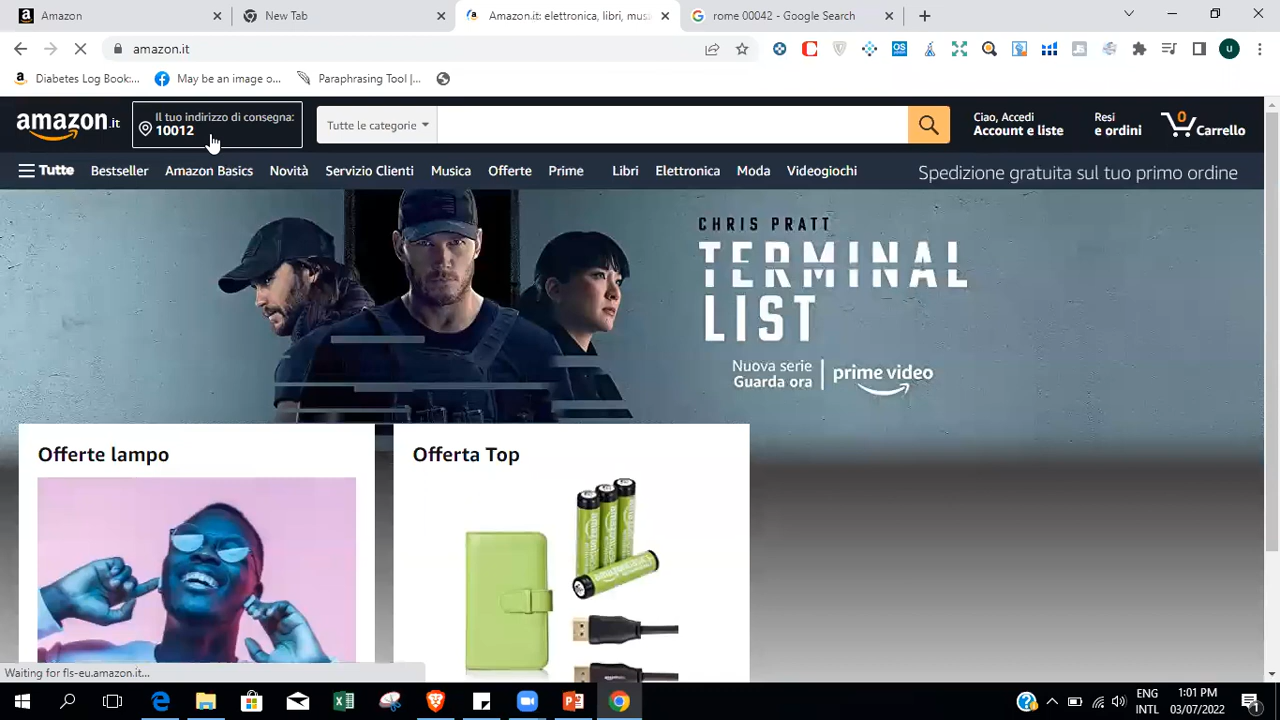 Amazon
New Tab
Amazon.it: elettronica, libri, musi
rome 00042 - Google Search
amazon.it
OS
U
Diabetes Log Book:...
May be an image o...
Paraphrasing Tool |...
amazon.it
Il tuo indirizzo di consegna:
10012
Tutte le categorie
Ciao, Accedi
Account e liste
Resi
e ordini
0
Carrello
Tutte
Bestseller
Amazon Basics
Novità
Servizio Clienti
Musica
Offerte
Prime
Libri
Elettronica
Moda
Videogiochi
Spedizione gratuita sul tuo primo ordine
CHRIS PRATT
TERMINAL
LIST
Nuova serie
Guarda ora
prime video
Offerte lampo
Offerta Top
Waiting for fls-eu.amazon.it...
ENG
INTL
1:01 PM
03/07/2022
1